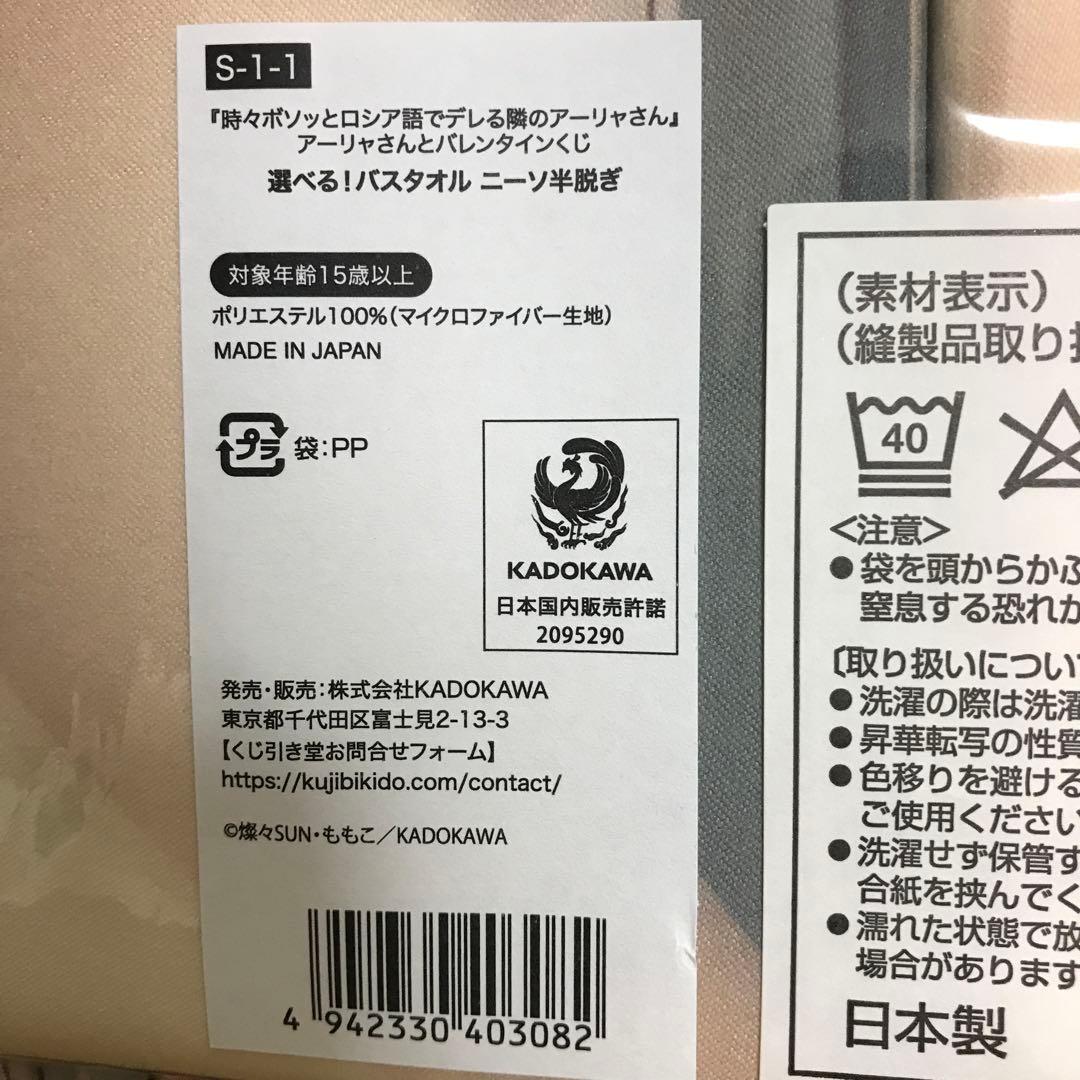 S-1-1
『時々ボソッとロシア語でデレる隣のアーリャさん』
アーリャさんとバレンタインくじ
選べる!バスタオル ニーソ半脱ぎ
対象年齢15歳以上
ポリエステル100%(マイクロファイバー生地)
MADE IN JAPAN
プラ 袋:PP
KADOKAWA
日本国内販売許諾
2095290
発売・販売:株式会社KADOKAWA
東京都千代田区富士見2-13-3
【くじ引き堂お問合せフォーム】
https://kujibikido.com/contact/
©燦々SUN・ももこ/KADOKAWA
4 942330 403082
(素材表示)
(縫製品取り扱
40
<注意>
●袋を頭からかぶ
窒息する恐れが
〔取り扱いについて
●洗濯の際は洗濯
●昇華転写の性質
●色移りを避ける
ご使用ください
●洗濯せず保管す
合紙を挟んでく
●濡れた状態で放
場合があります
日本製